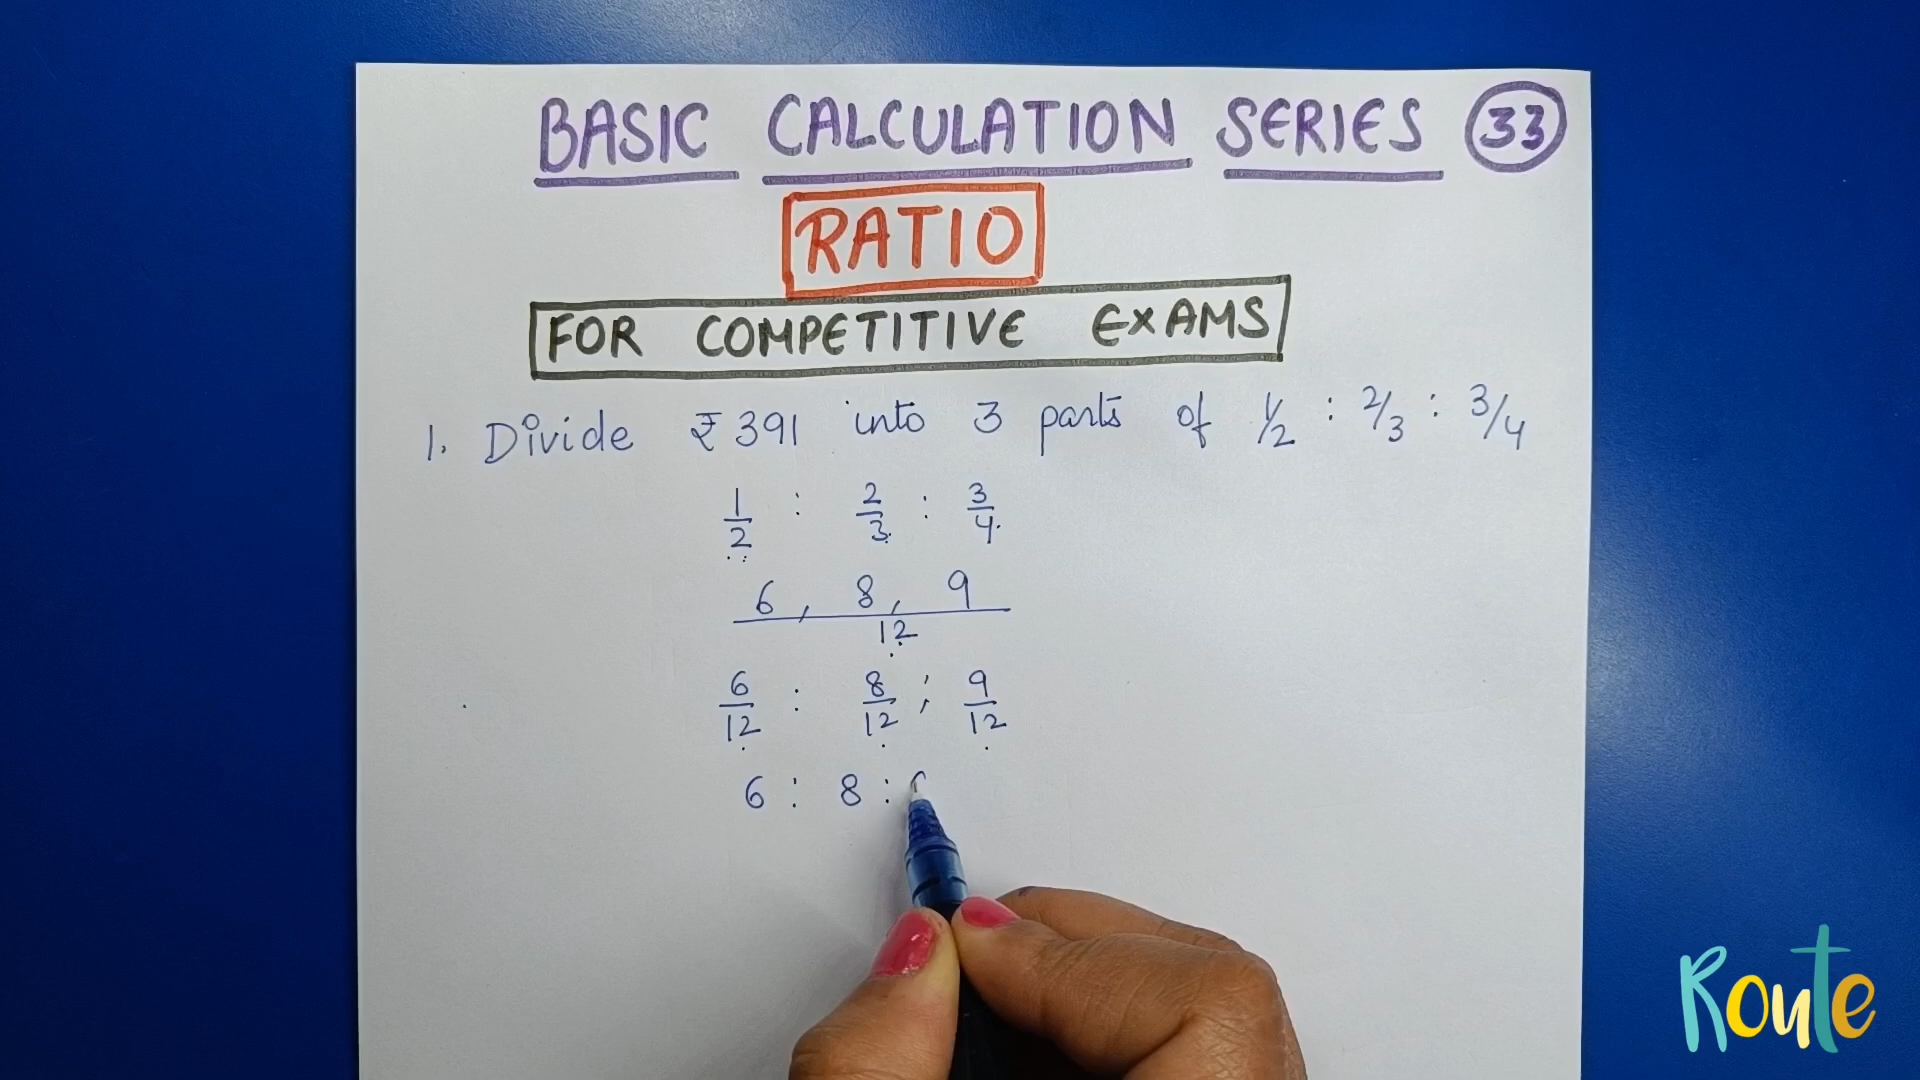 BASIC CALCULATION SERIES 33
RATIO
FOR COMPETITIVE EXAMS
1. Divide ₹391 into 3 parts of 1/2 : 2/3 : 3/4
1/2 : 2/3 : 3/4
6, 8, 9
12
6/12 : 8/12 : 9/12
6 : 8 :
Route